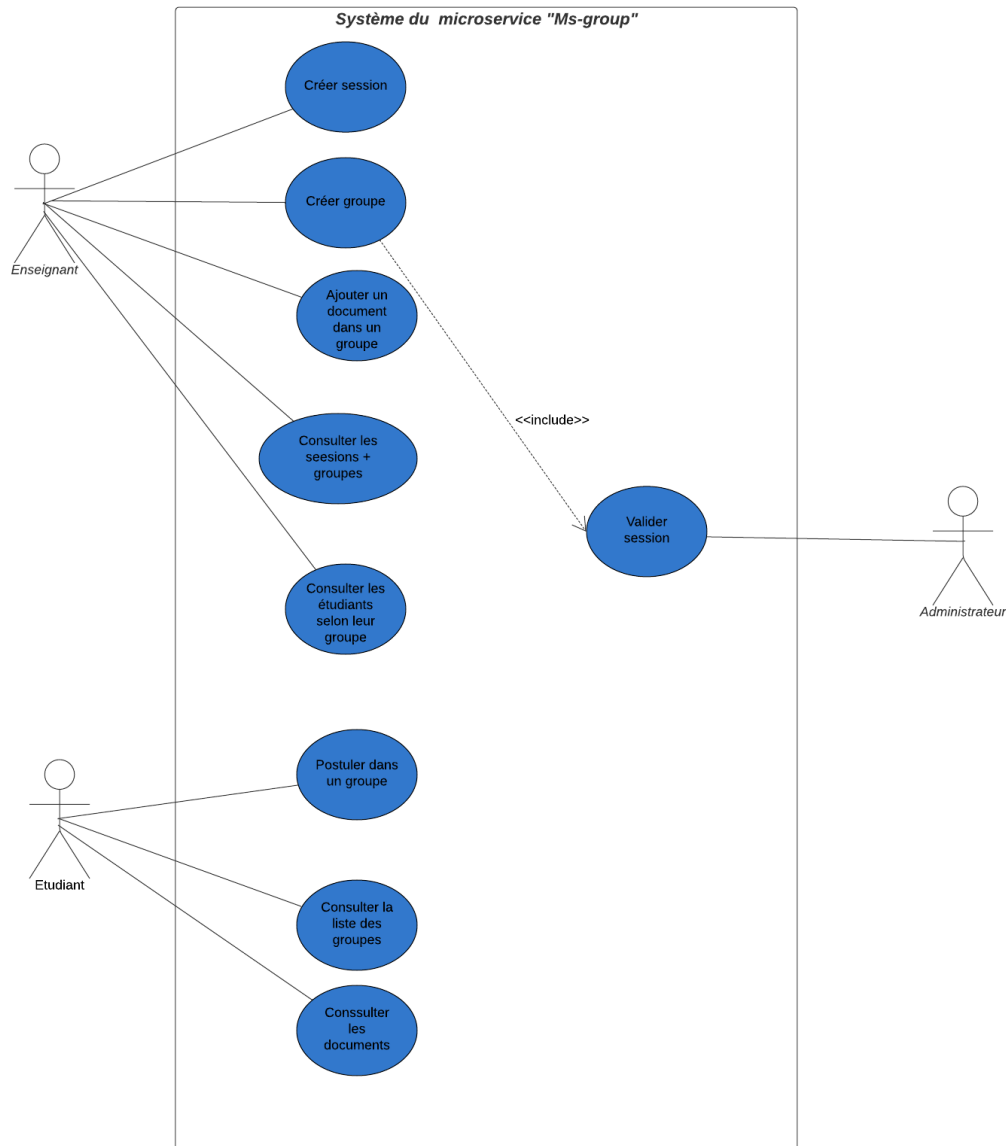 Système du  microservice "Ms-group"
Créer session
Créer groupe
Enseignant
Ajouter un
document
dans un
groupe
<<include>>
Consulter les
seesions +
groupes
Valider
session
Administrateur
Consulter les
étudiants
selon leur
groupe
Postuler dans
un groupe
Etudiant
Consulter la
liste des
groupes
Conssulter
les
documents